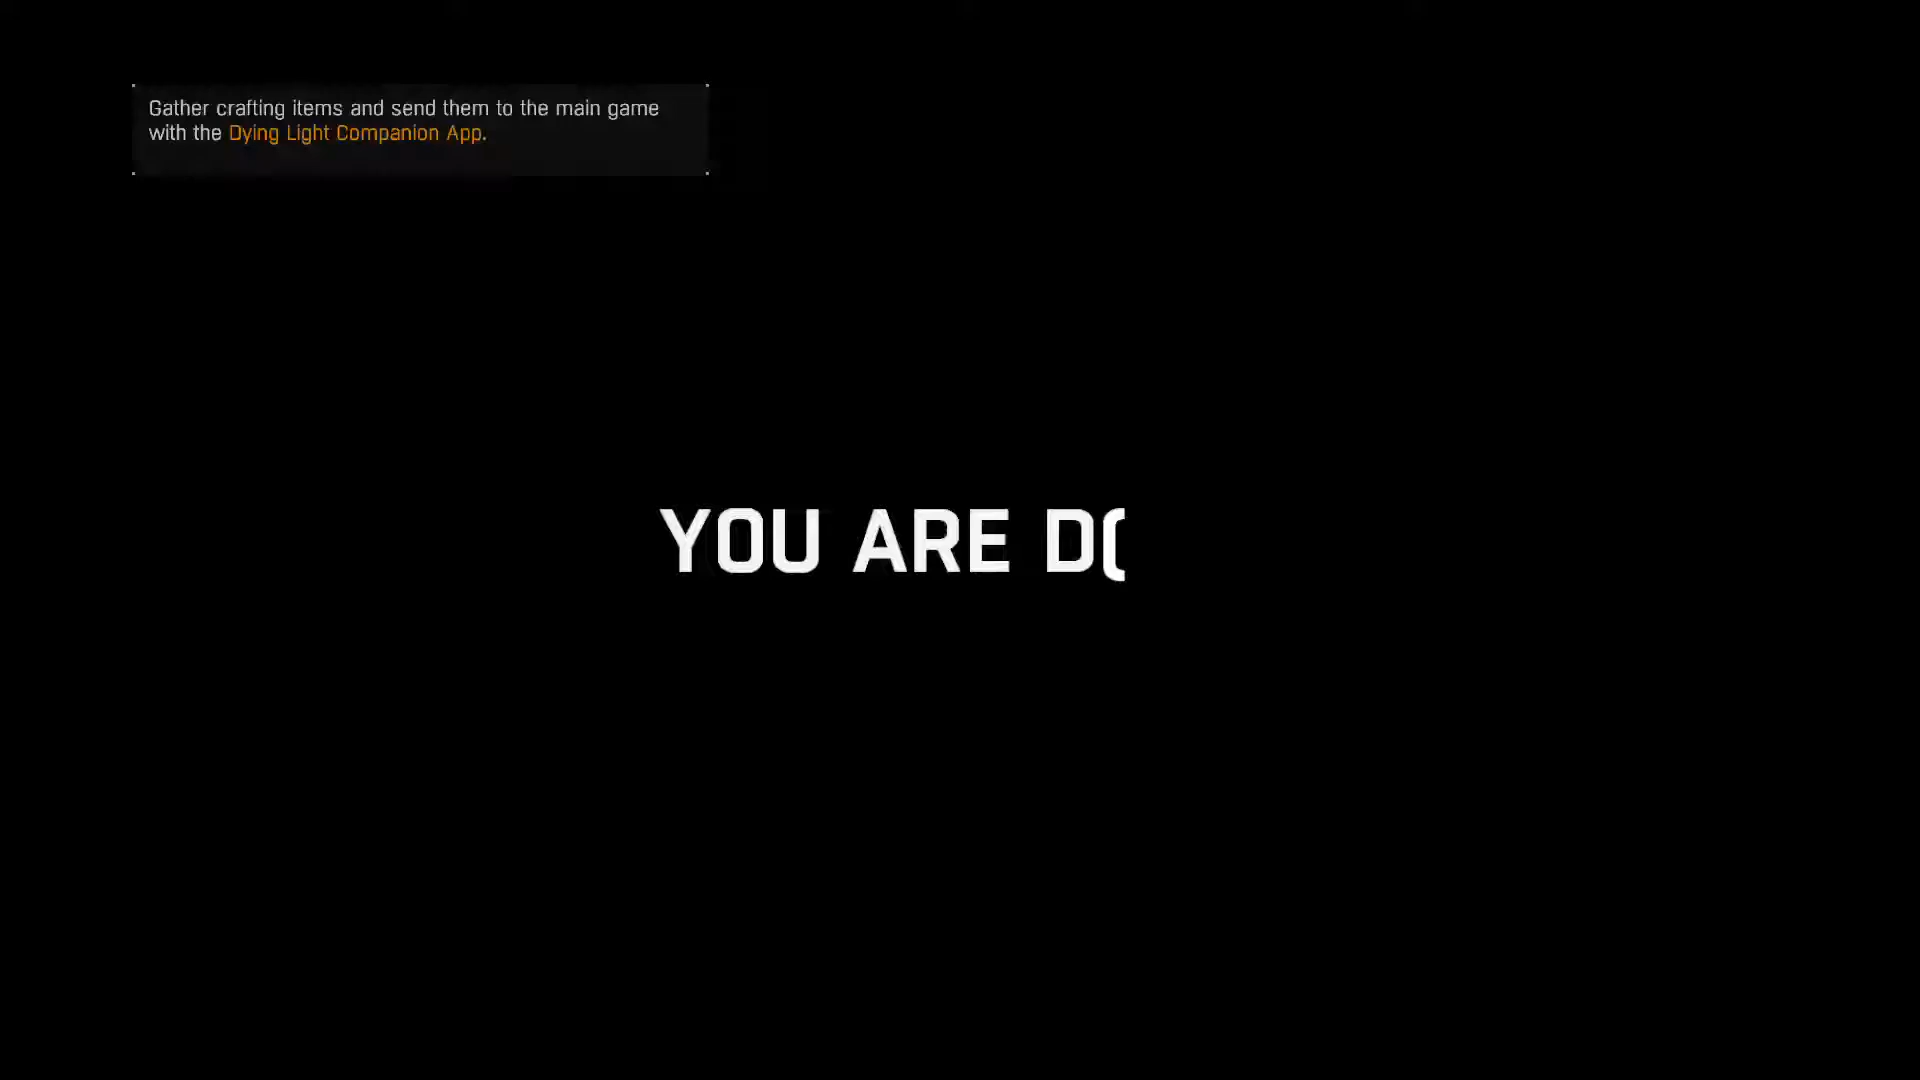 Gather crafting items and send them to the main game
with the Dying Light Companion App.
YOU ARE D